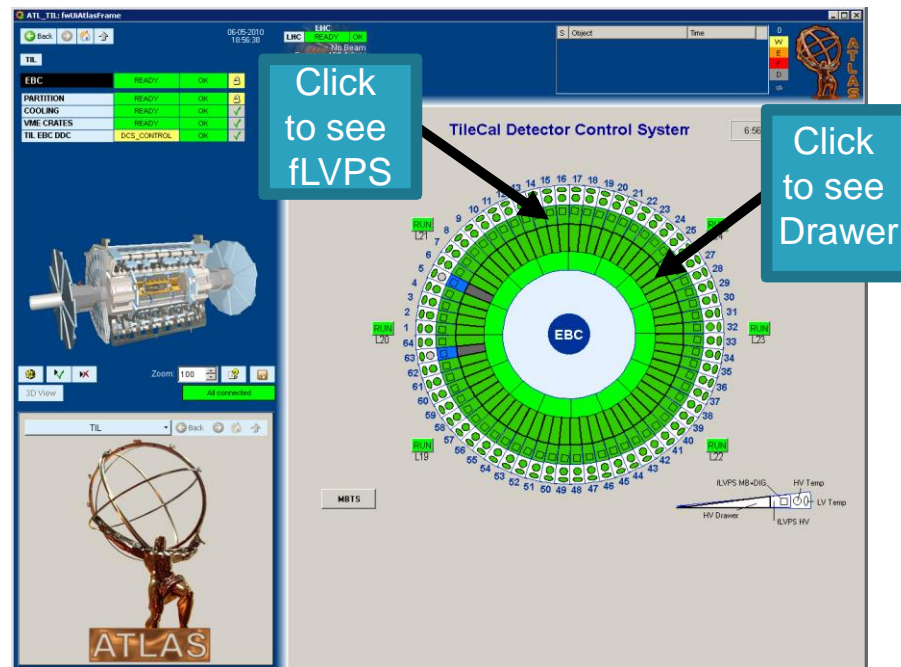 ATL_TIL: fwUiAtlasFrame
Back
06-05-2010
18:56:38
LHC
LHC READY OK
No Beam
S Object Time
D
W
E
F
D
ATLAS
TIL
EBC READY OK
PARTITION READY OK
COOLING READY OK
VME CRATES READY OK
TIL EBC DDC DCS_CONTROL OK
Click
to see
fLVPS
TileCal Detector Control System
6:56
Click
to see
Drawer
13 14 15 16 17 18 19 20
21
22
23
24
25
27
28
29
30
31
32
33
34
35
36
37
38
39
40
41
42
43
44
45
46
47
48
49
50
51
52
53
54
55
56
57
58
59
60
61
62
63
64
1
2
3
4
5
6
7
8
9
10
11
RUN
L21
RUN
L20
RUN
L19
RUN
RUN
L23
RUN
L22
EBC
Zoom: 100
3D View
All connected
TIL
Back
ATLAS
MBTS
fLVPS MB+DIG
HV Temp
LV Temp
HV Drawer
fLVPS HV